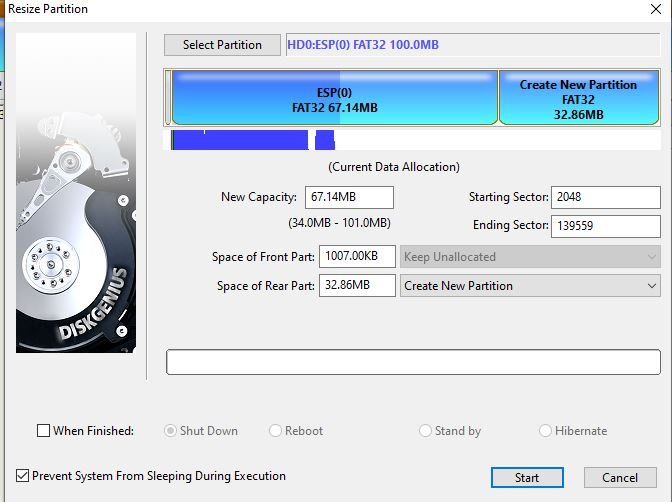 Resize Partition
Select Partition
HD0:ESP(0) FAT32 100.0MB
ESP(0)
FAT32 67.14MB
Create New Partition
FAT32
32.86MB
(Current Data Allocation)
New Capacity: 67.14MB
Starting Sector: 2048
(34.0MB - 101.0MB)
Ending Sector: 139559
Space of Front Part: 1007.00KB Keep Unallocated
Space of Rear Part: 32.86MB Create New Partition
DISKGENIUS
When Finished: Shut Down Reboot Stand by Hibernate
Prevent System From Sleeping During Execution
Start
Cancel